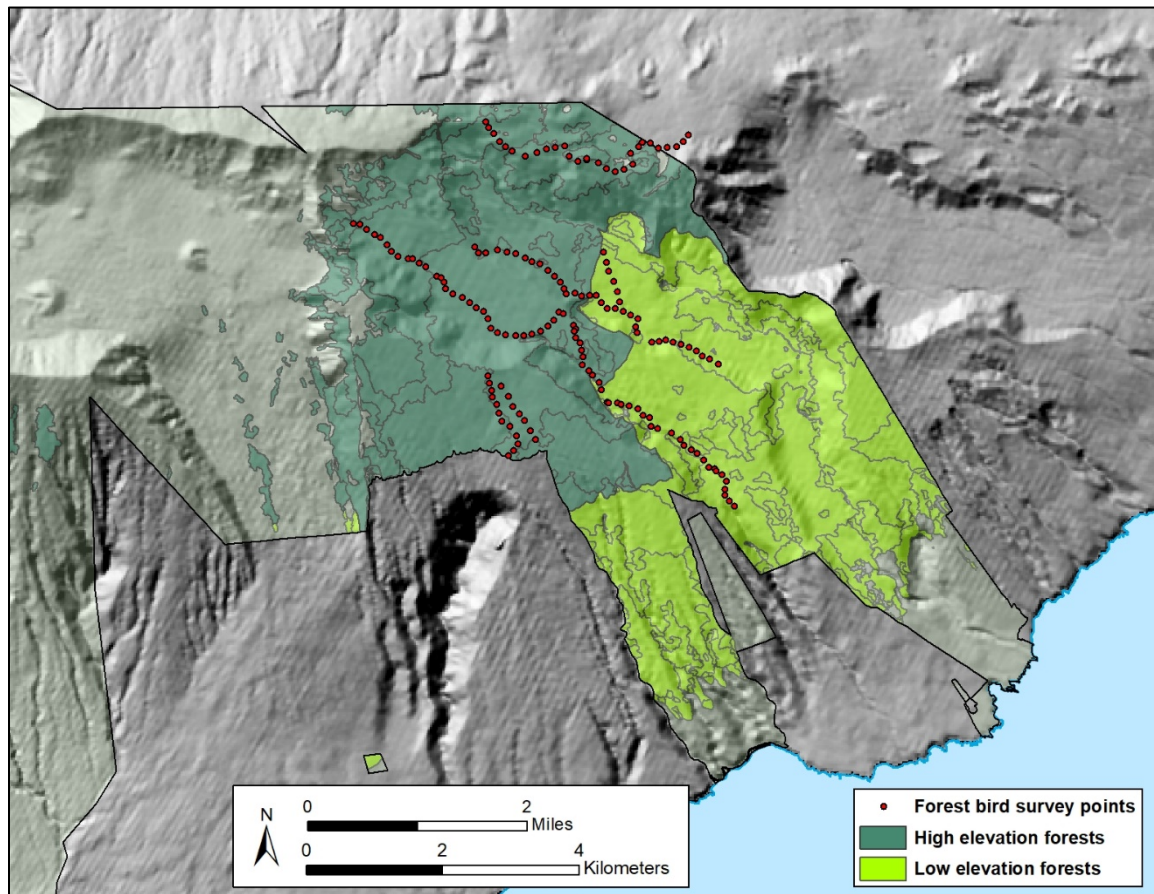 N
0 2
Miles
0 2 4
Kilometers
Forest bird survey points
High elevation forests
Low elevation forests